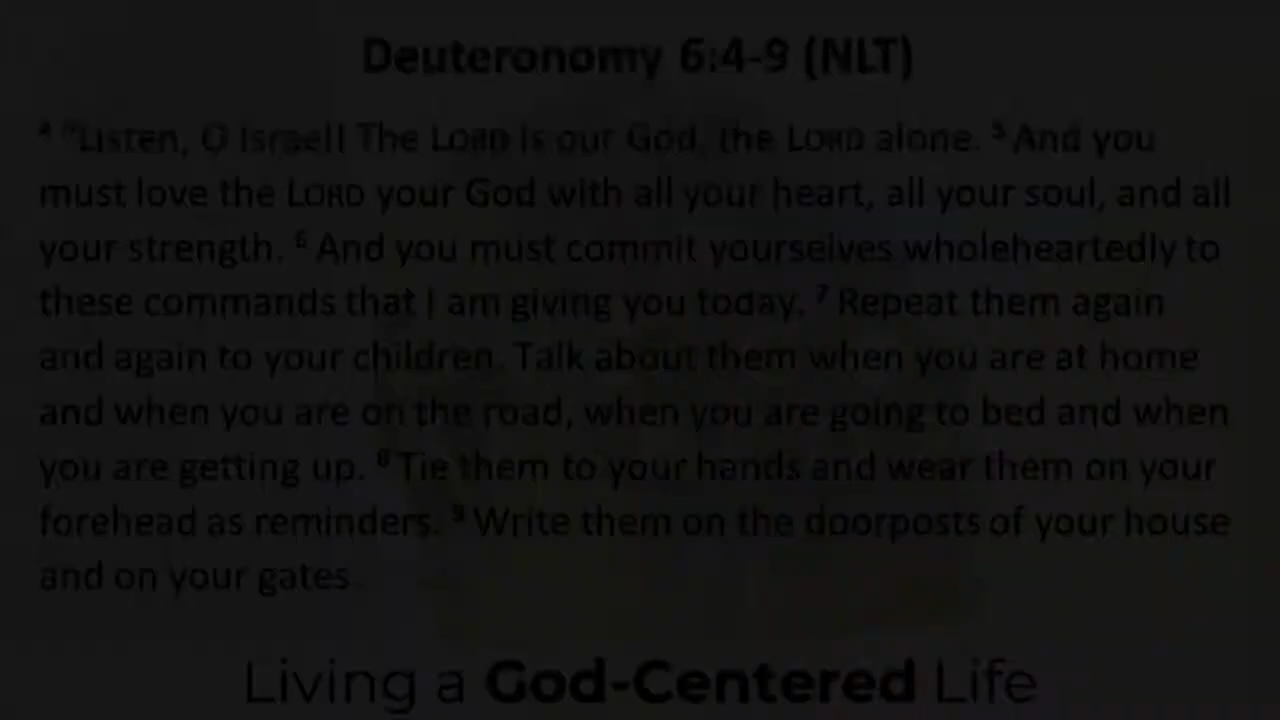 Deuteronomy 6:4-9 (NLT)
⁴ "Listen, O Israel! The LORD is our God, the LORD alone. ⁵ And you
must love the LORD your God with all your heart, all your soul, and all
your strength. ⁶ And you must commit yourselves wholeheartedly to
these commands that I am giving you today. ⁷ Repeat them again
and again to your children. Talk about them when you are at home
and when you are on the road, when you are going to bed and when
you are getting up. ⁸ Tie them to your hands and wear them on your
forehead as reminders. ⁹ Write them on the doorposts of your house
and on your gates.
Living a God-Centered Life